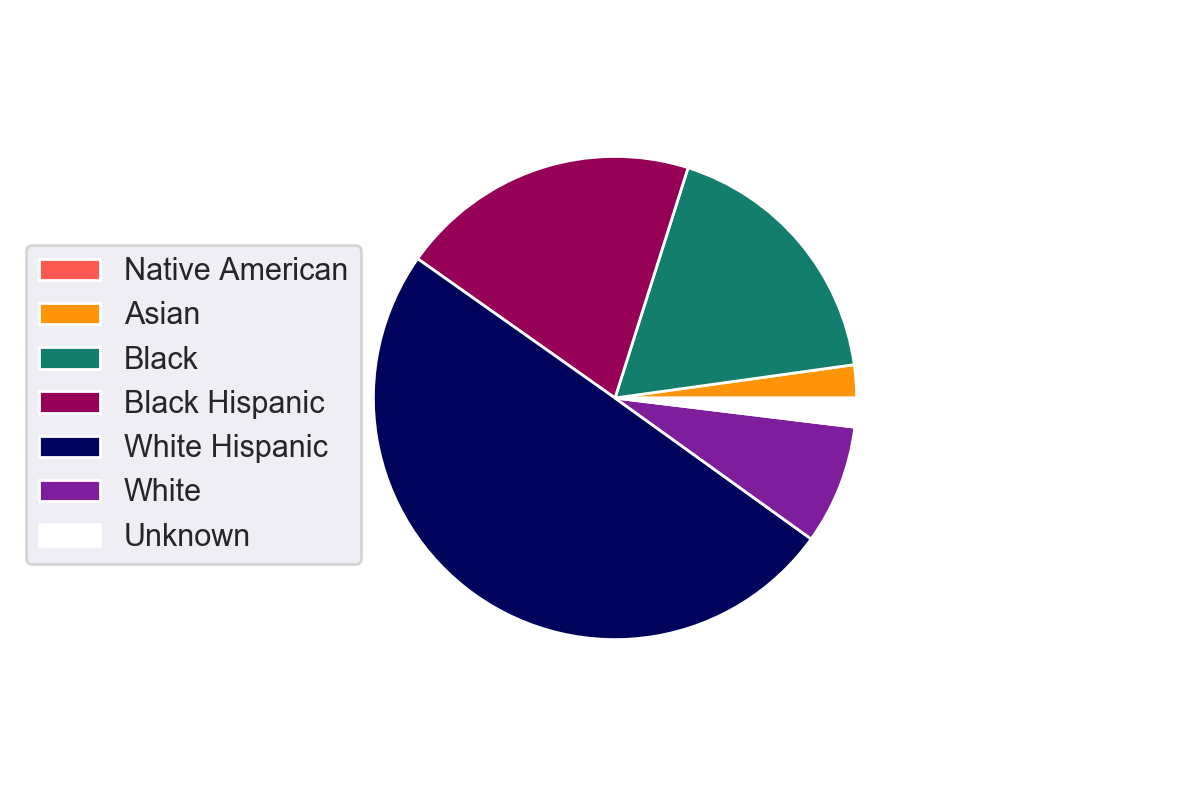 Native American
Asian
Black
Black Hispanic
White Hispanic
White
Unknown